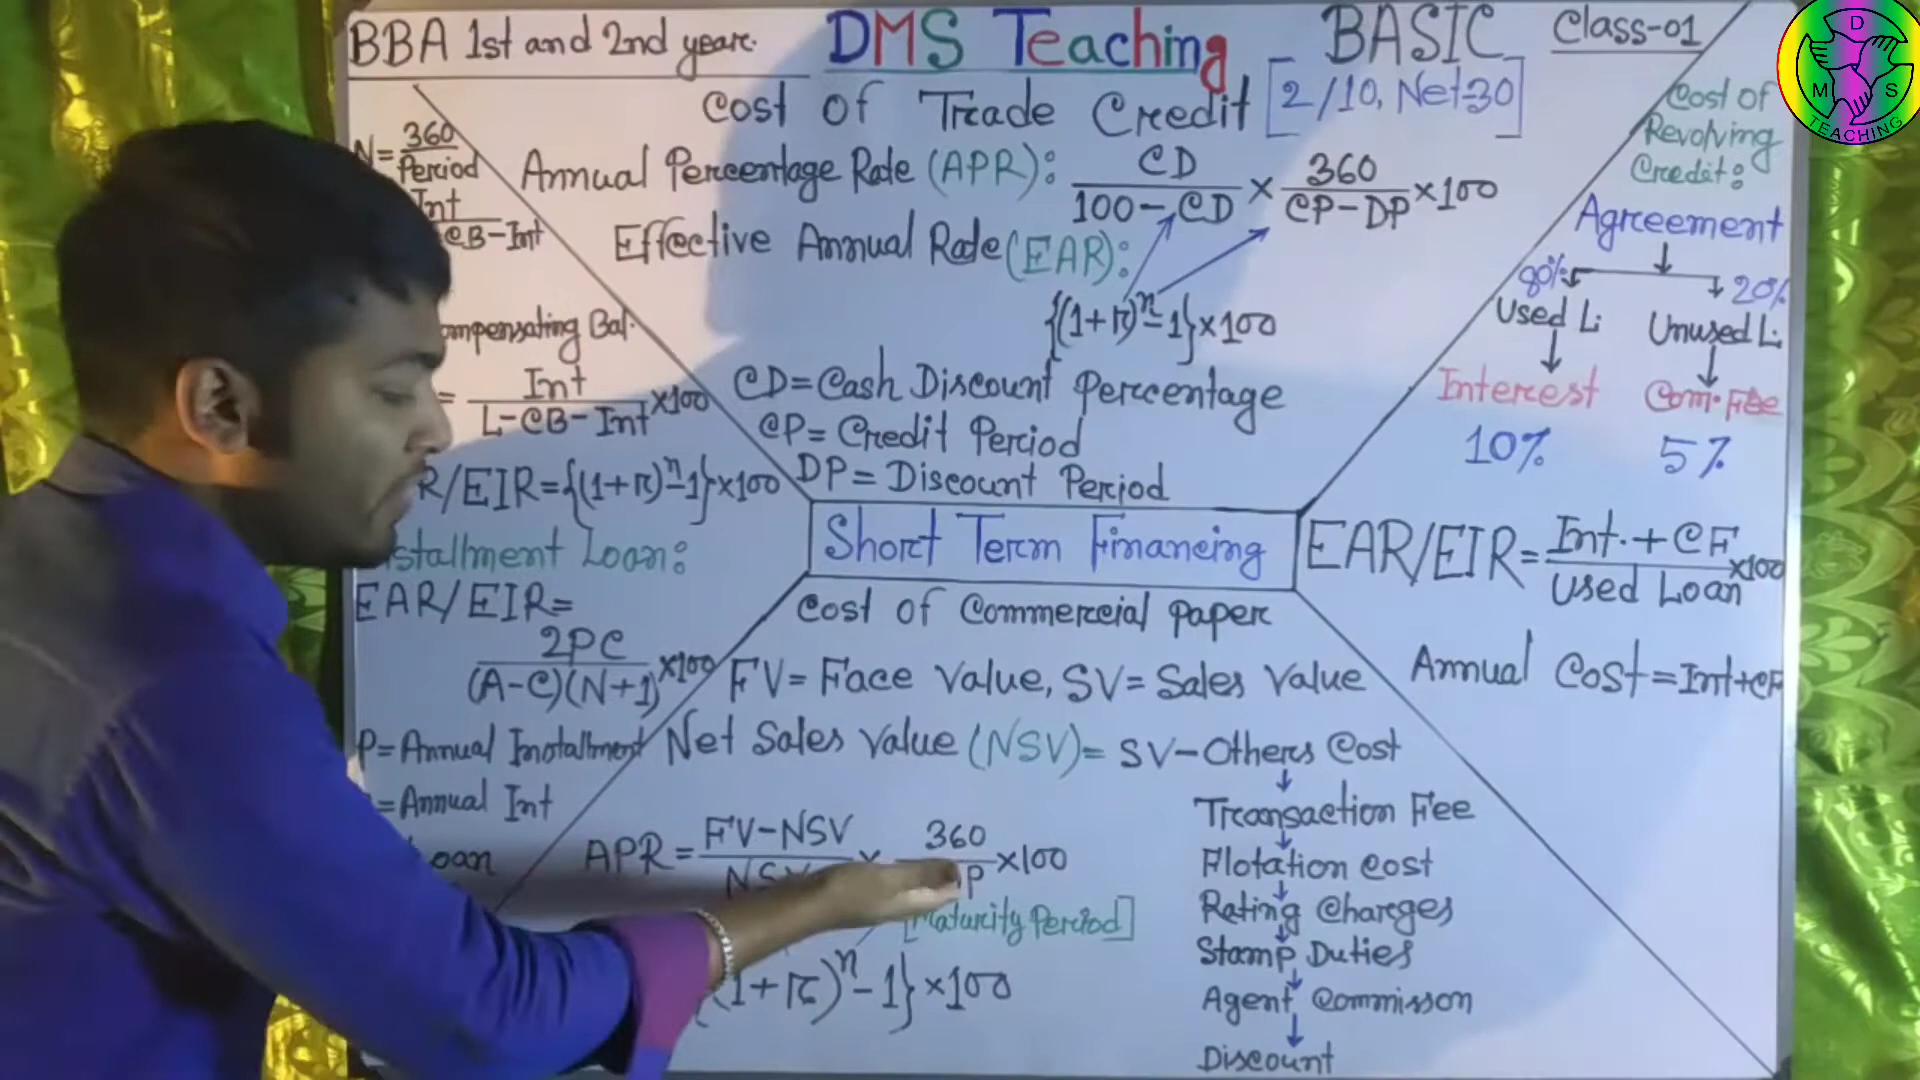 BBA 1st and 2nd year.
DMS Teaching
BASIC
Class-01
Cost of Trade Credit [2/10, Net-30]
Annual Percentage Rate (APR): CD/100-CD × 360/CP-DP ×100
Effective Annual Rate (EAR):
{(1+r)^n-1}×100
CD=Cash Discount Percentage
CP=Credit Period
DP=Discount Period
N=360/Period
Int
CB-Int
Bal.
= Int/L-CB-Int ×100
R/EIR={(1+r)^n-1}×100
Loan:
EAR/EIR=
2PC/(A-C)(N+1) ×100
P=Annual Installment
=Annual Int
Short Term Financing
Cost of Revolving Credit:
Agreement
80% 20%
Used Li Unused Li
Interest Com.Fee
10% 5%
EAR/EIR=Int.+CF/Used Loan ×100
Annual Cost=Int+CF
Cost of Commercial paper
FV=Face Value, SV=Sales Value
Net Sales Value (NSV)= SV-Others Cost
Transaction Fee
Flotation Cost
Rating Charges
Stamp Duties
Agent Commisson
Discount
APR=FV-NSV/NSV × 360/ P ×100
[Maturity Period]
(1+r)^n-1}×100
D
M S
TEACHING